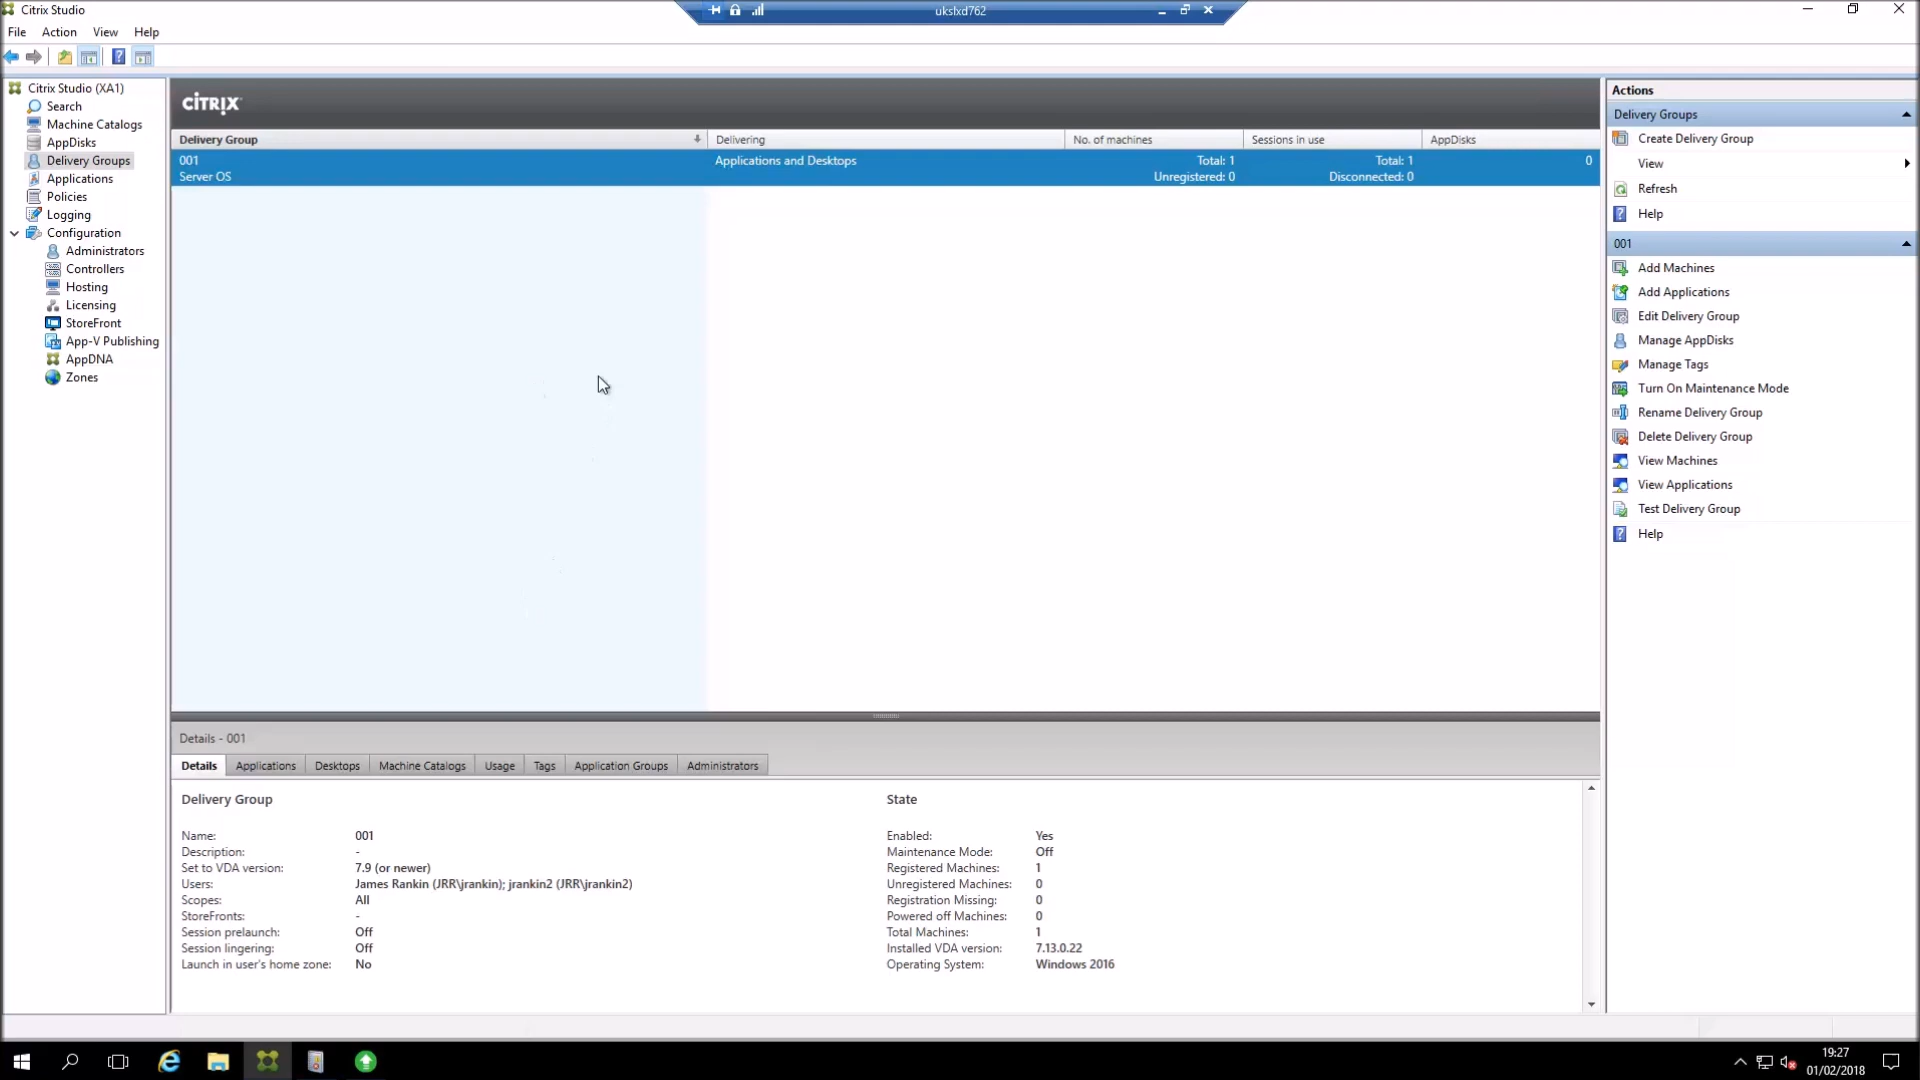 Citrix Studio
ukslxd762
File Action View Help
Citrix Studio (XA1)
Search
Machine Catalogs
AppDisks
Delivery Groups
Applications
Policies
Logging
Configuration
Administrators
Controllers
Hosting
Licensing
StoreFront
App-V Publishing
AppDNA
Zones
CITRIX
Delivery Group Delivering No. of machines Sessions in use AppDisks
001 Applications and Desktops Total: 1 Total: 1 0
Server OS Unregistered: 0 Disconnected: 0
Details - 001
Details Applications Desktops Machine Catalogs Usage Tags Application Groups Administrators
Delivery Group
Name: 001
Description: -
Set to VDA version: 7.9 (or newer)
Users: James Rankin (JRR\jrankin); jrankin2 (JRR\jrankin2)
Scopes: All
StoreFronts: -
Session prelaunch: Off
Session lingering: Off
Launch in user's home zone: No
State
Enabled: Yes
Maintenance Mode: Off
Registered Machines: 1
Unregistered Machines: 0
Registration Missing: 0
Powered off Machines: 0
Total Machines: 1
Installed VDA version: 7.13.0.22
Operating System: Windows 2016
Actions
Delivery Groups
Create Delivery Group
View
Refresh
Help
001
Add Machines
Add Applications
Edit Delivery Group
Manage AppDisks
Manage Tags
Turn On Maintenance Mode
Rename Delivery Group
Delete Delivery Group
View Machines
View Applications
Test Delivery Group
Help
19:27
01/02/2018